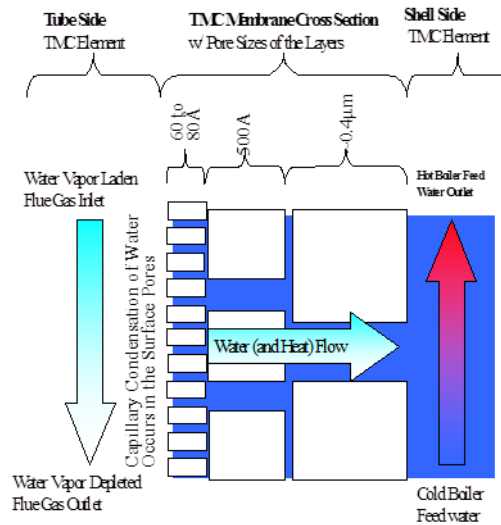 Tube Side
TMC Element
TMC Membrane Cross Section
w/ Pore Sizes of the Layers
Shell Side
TMC Element
60 to
80Å
500A
~0.4μm
Water Vapor Laden
Flue Gas Inlet
Hot Boiler Feed
Water Outlet
Capillary Condensation of Water
Occurs in the Surface Pores
Water (and Heat) Flow
Water Vapor Depleted
Flue Gas Outlet
Cold Boiler
Feed water